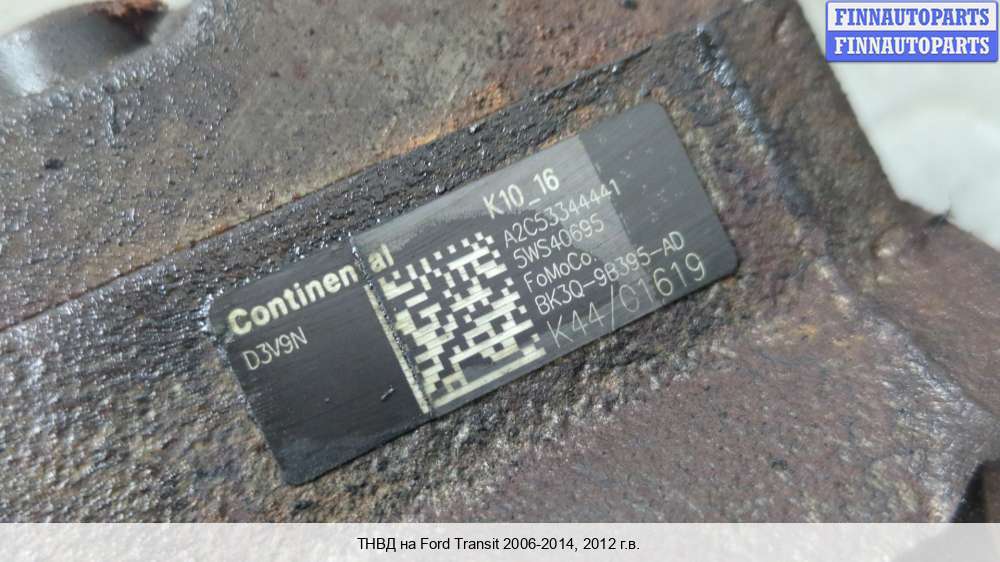 FINNAUTOPARTS
FINNAUTOPARTS
Continental
D3V9N
K10_16
A2C53344441
5WS40695
FoMoCo
BK3Q-9B395-AD
K44/01619
ТНВД на Ford Transit 2006-2014, 2012 г.в.